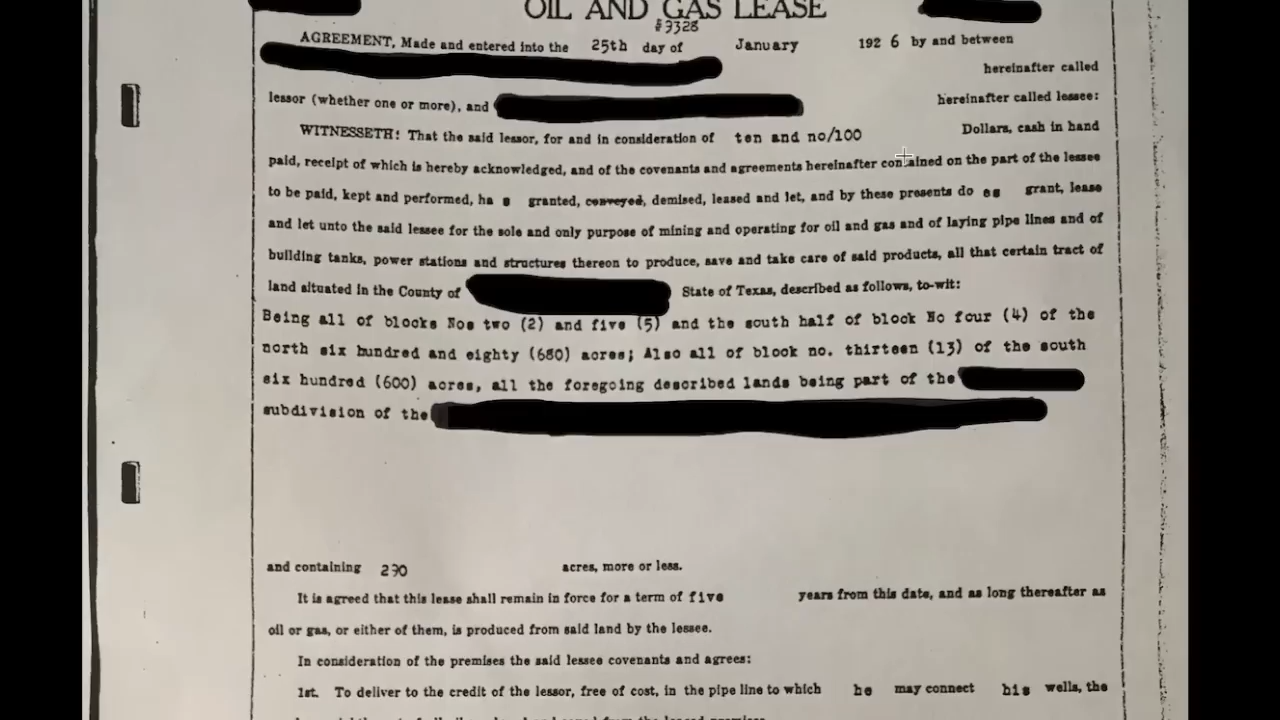 OIL AND GAS LEASE
#9328
AGREEMENT, Made and entered into the 25th day of January 192 6 by and between
hereinafter called
lessor (whether one or more), and hereinafter called lessee:
WITNESSETH: That the said lessor, for and in consideration of ten and no/100 Dollars, cash in hand
paid, receipt of which is hereby acknowledged, and of the covenants and agreements hereinafter contained on the part of the lessee
to be paid, kept and performed, ha s granted, conveyed, demised, leased and let, and by these presents do es grant, lease
and let unto the said lessee for the sole and only purpose of mining and operating for oil and gas and of laying pipe lines and of
building tanks, power stations and structures thereon to produce, save and take care of said products, all that certain tract of
land situated in the County of State of Texas, described as follows, to-wit:
Being all of blocks Nos two (2) and five (5) and the south half of block No four (4) of the
north six hundred and eighty (680) acres; Also all of block no. thirteen (13) of the south
six hundred (600) acres, all the foregoing described lands being part of the
subdivision of the
and containing 290 acres, more or less.
It is agreed that this lease shall remain in force for a term of five years from this date, and as long thereafter as
oil or gas, or either of them, is produced from said land by the lessee.
In consideration of the premises the said lessee covenants and agrees:
1st. To deliver to the credit of the lessor, free of cost, in the pipe line to which he may connect his wells, the